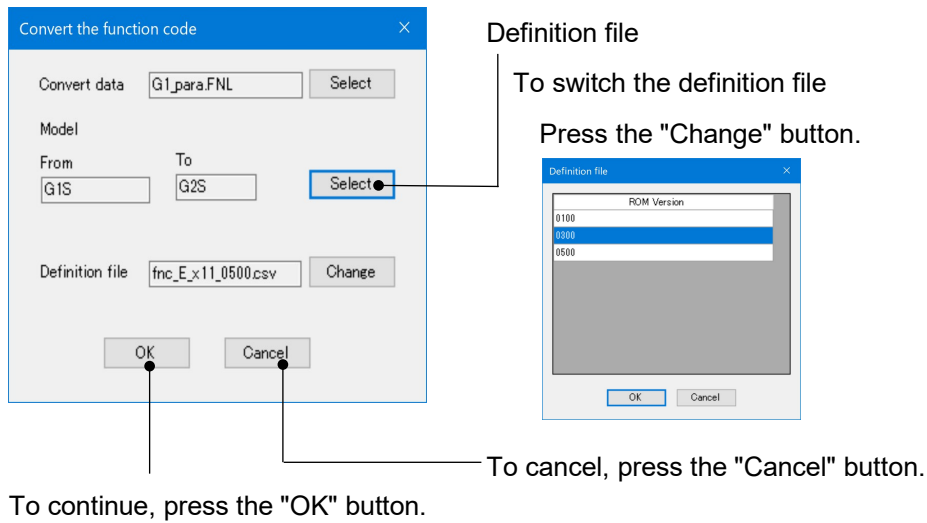 Convert the function code
Convert data G1_para.FNL Select
Model
From To
G1S G2S Select
Definition file fnc_E_x11_0500.csv Change
OK Cancel
Definition file
To switch the definition file
Press the "Change" button.
Definition file
ROM Version
0100
0300
0500
OK Cancel
To cancel, press the "Cancel" button.
To continue, press the "OK" button.